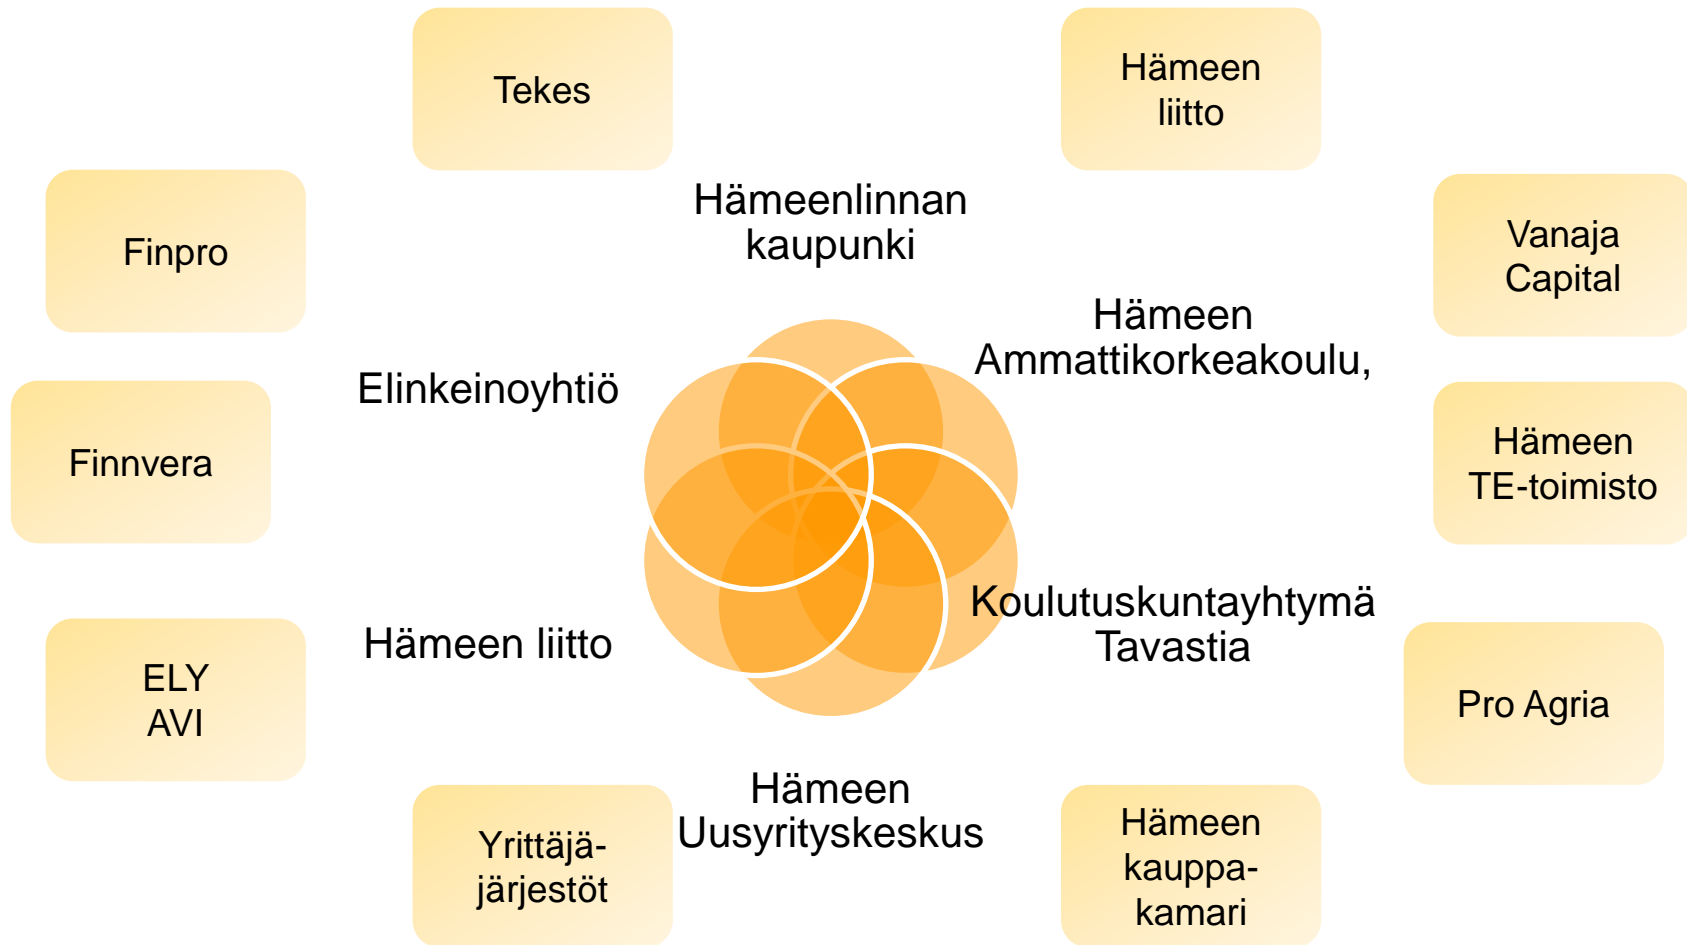 Tekes
Hämeen
liitto
Hämeenlinnan
kaupunki
Finpro
Vanaja
Capital
Hämeen
Ammattikorkeakoulu,
Elinkeinoyhtiö
Finnvera
Hämeen
TE-toimisto
Hämeen liitto
Koulutuskuntayhtymä
Tavastia
ELY
AVI
Pro Agria
Hämeen
Uusyrityskeskus
Yrittäjä-
järjestöt
Hämeen
kauppa-
kamari